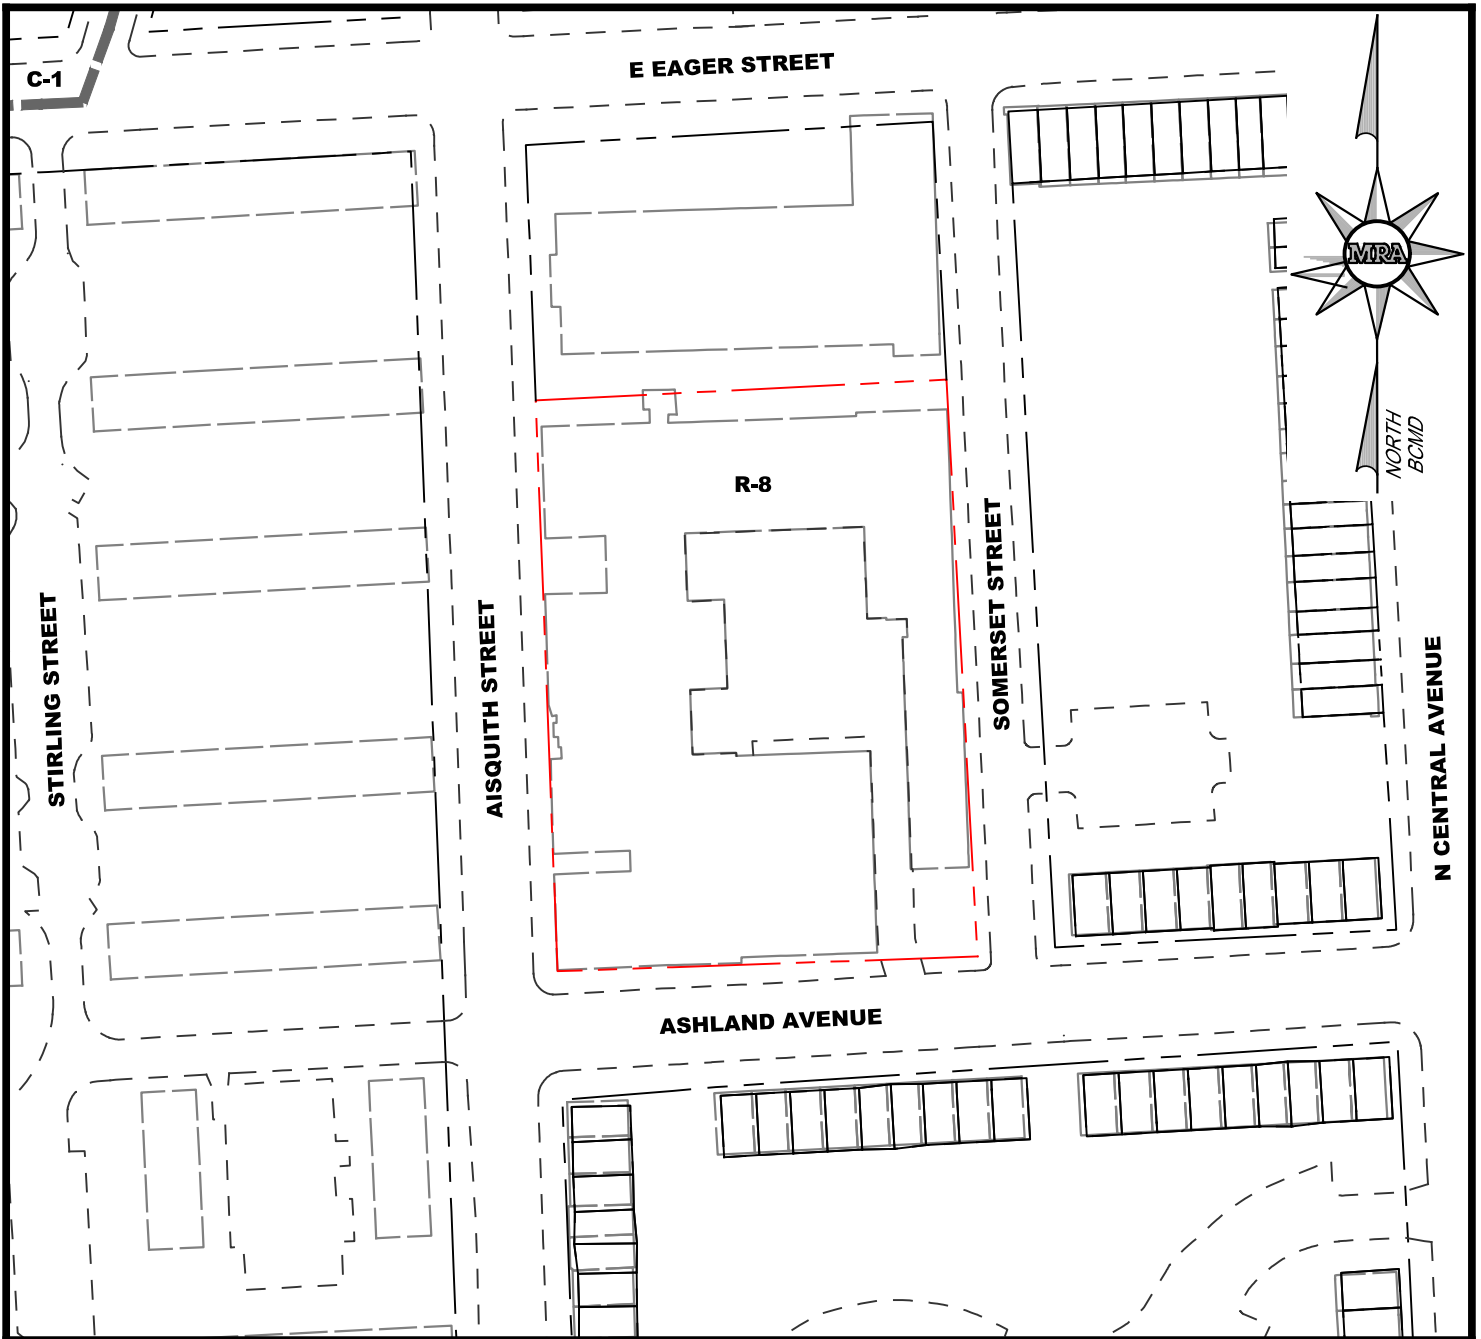 E EAGER STREET
C-1
MRA
NORTH
BCMD
R-8
SOMERSET STREET
STIRLING STREET
AISQUITH STREET
N CENTRAL AVENUE
ASHLAND AVENUE